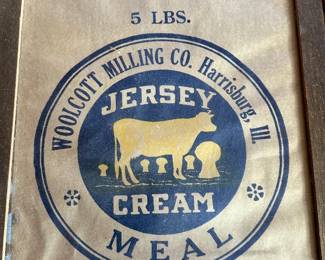 5 LBS.
WOOLCOTT MILLING CO. Harrisburg, Ill.
JERSEY
CREAM
MEAL